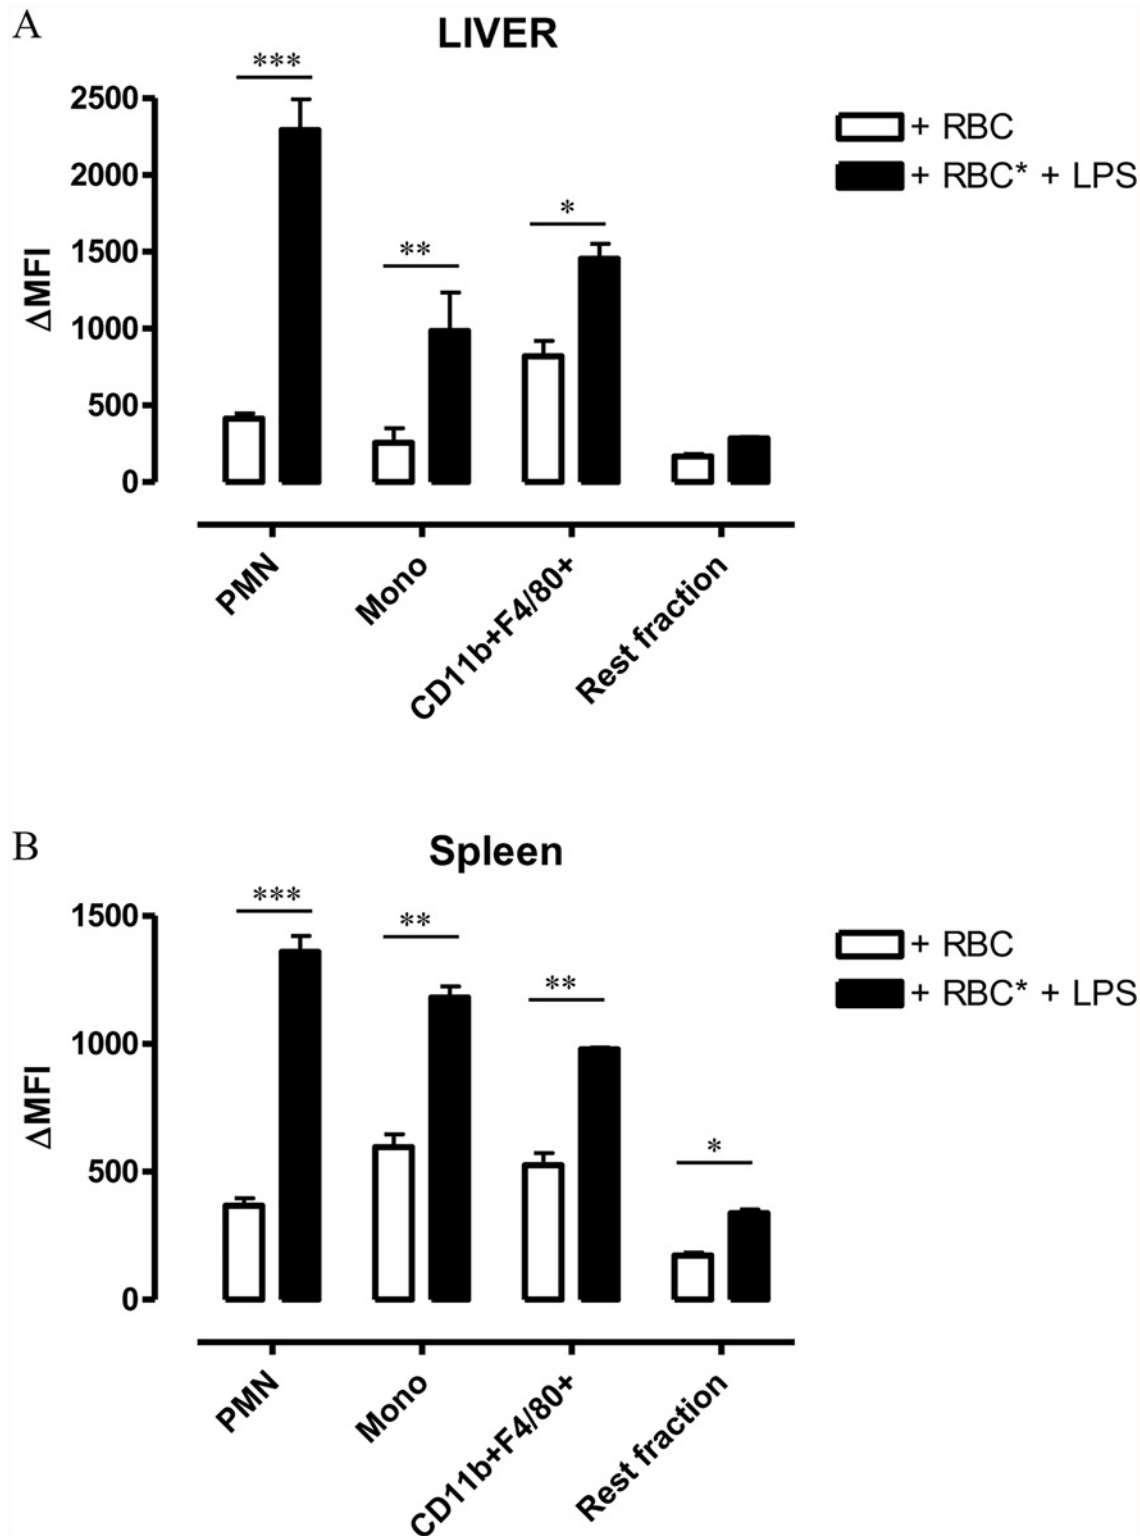 A
LIVER
***
**
*
2500
2000
1500
1000
500
0
ΔMFI
+ RBC
+ RBC* + LPS
PMN
Mono
CD11b+F4/80+
Rest fraction
B
Spleen
***
**
**
*
1500
1000
500
0
ΔMFI
+ RBC
+ RBC* + LPS
PMN
Mono
CD11b+F4/80+
Rest fraction